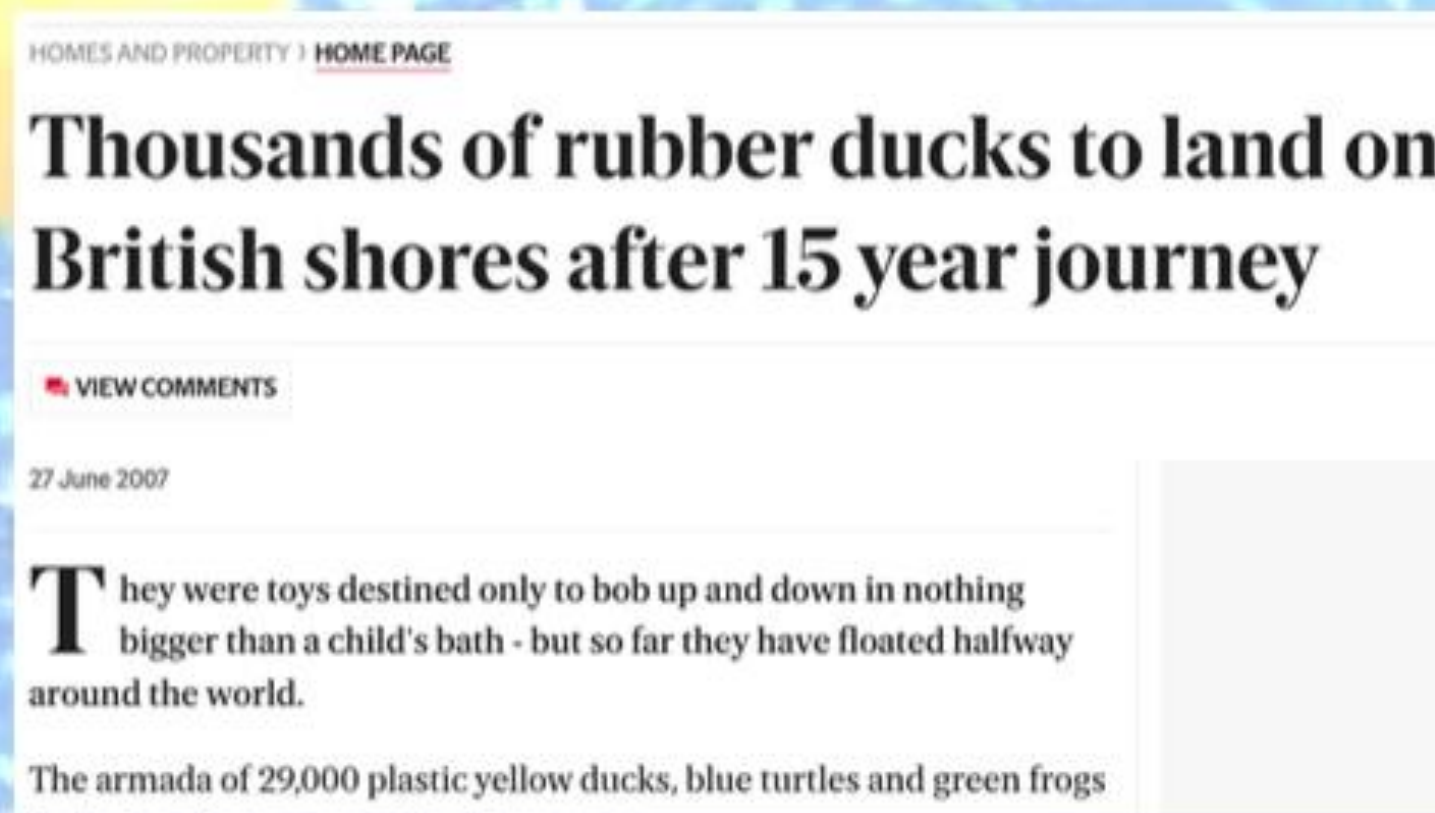 HOMES AND PROPERTY › HOME PAGE
Thousands of rubber ducks to land on
British shores after 15 year journey
VIEW COMMENTS
27 June 2007
They were toys destined only to bob up and down in nothing
bigger than a child's bath - but so far they have floated halfway
around the world.
The armada of 29,000 plastic yellow ducks, blue turtles and green frogs